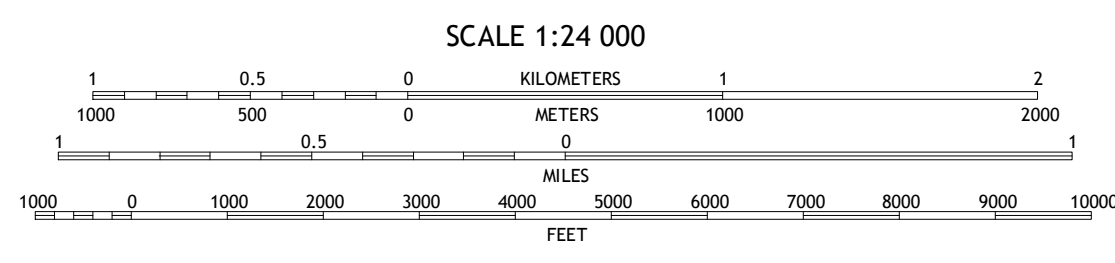 SCALE 1:24 000
1 0.5 0 KILOMETERS 1 2
1000 500 0 METERS 1000 2000
1 0.5 0 1
MILES
1000 0 1000 2000 3000 4000 5000 6000 7000 8000 9000 10000
FEET